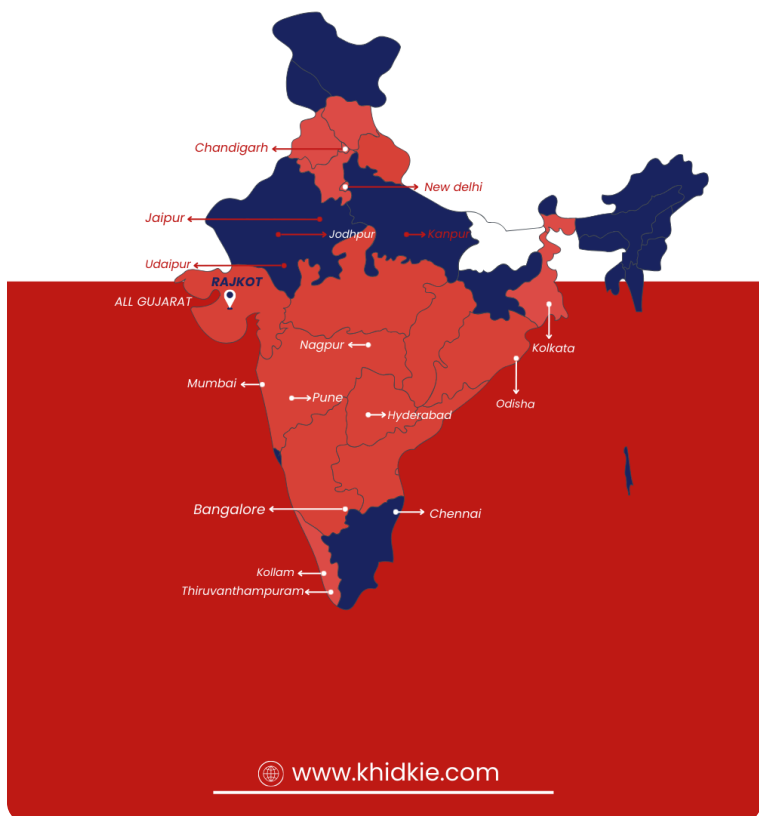 Chandigarh
New delhi
Jaipur
Jodhpur
Kanpur
Udaipur
RAJKOT
ALL GUJARAT
Nagpur
Kolkata
Mumbai
Pune
Odisha
Hyderabad
Bangalore
Chennai
Kollam
Thiruvanthampuram
www.khidkie.com